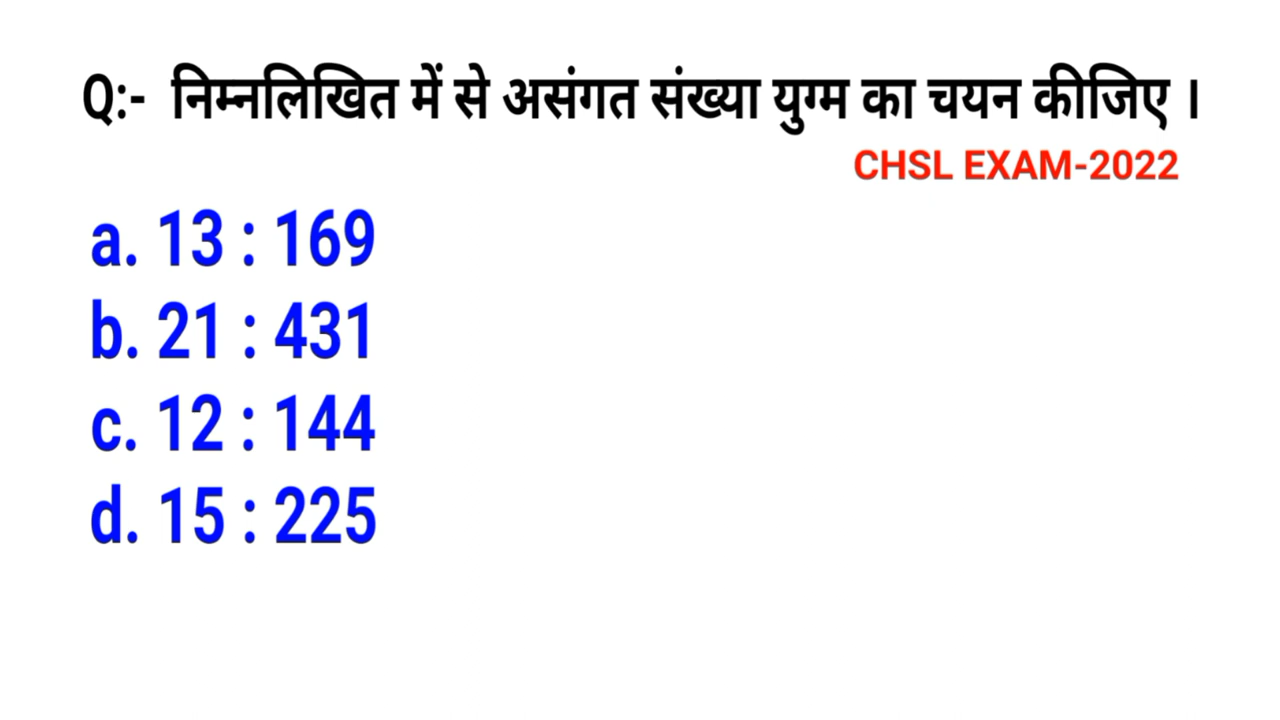 Q:- निम्नलिखित में से असंगत संख्या युग्म का चयन कीजिए ।
CHSL EXAM-2022
a. 13 : 169
b. 21 : 431
c. 12 : 144
d. 15 : 225